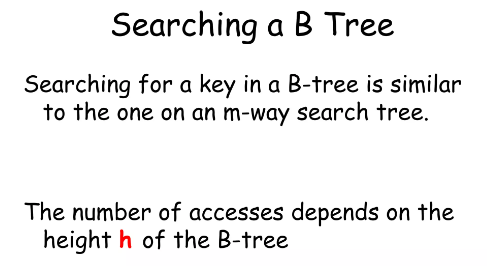 Searching a B Tree
Searching for a key in a B-tree is similar
to the one on an m-way search tree.
The number of accesses depends on the
height h of the B-tree